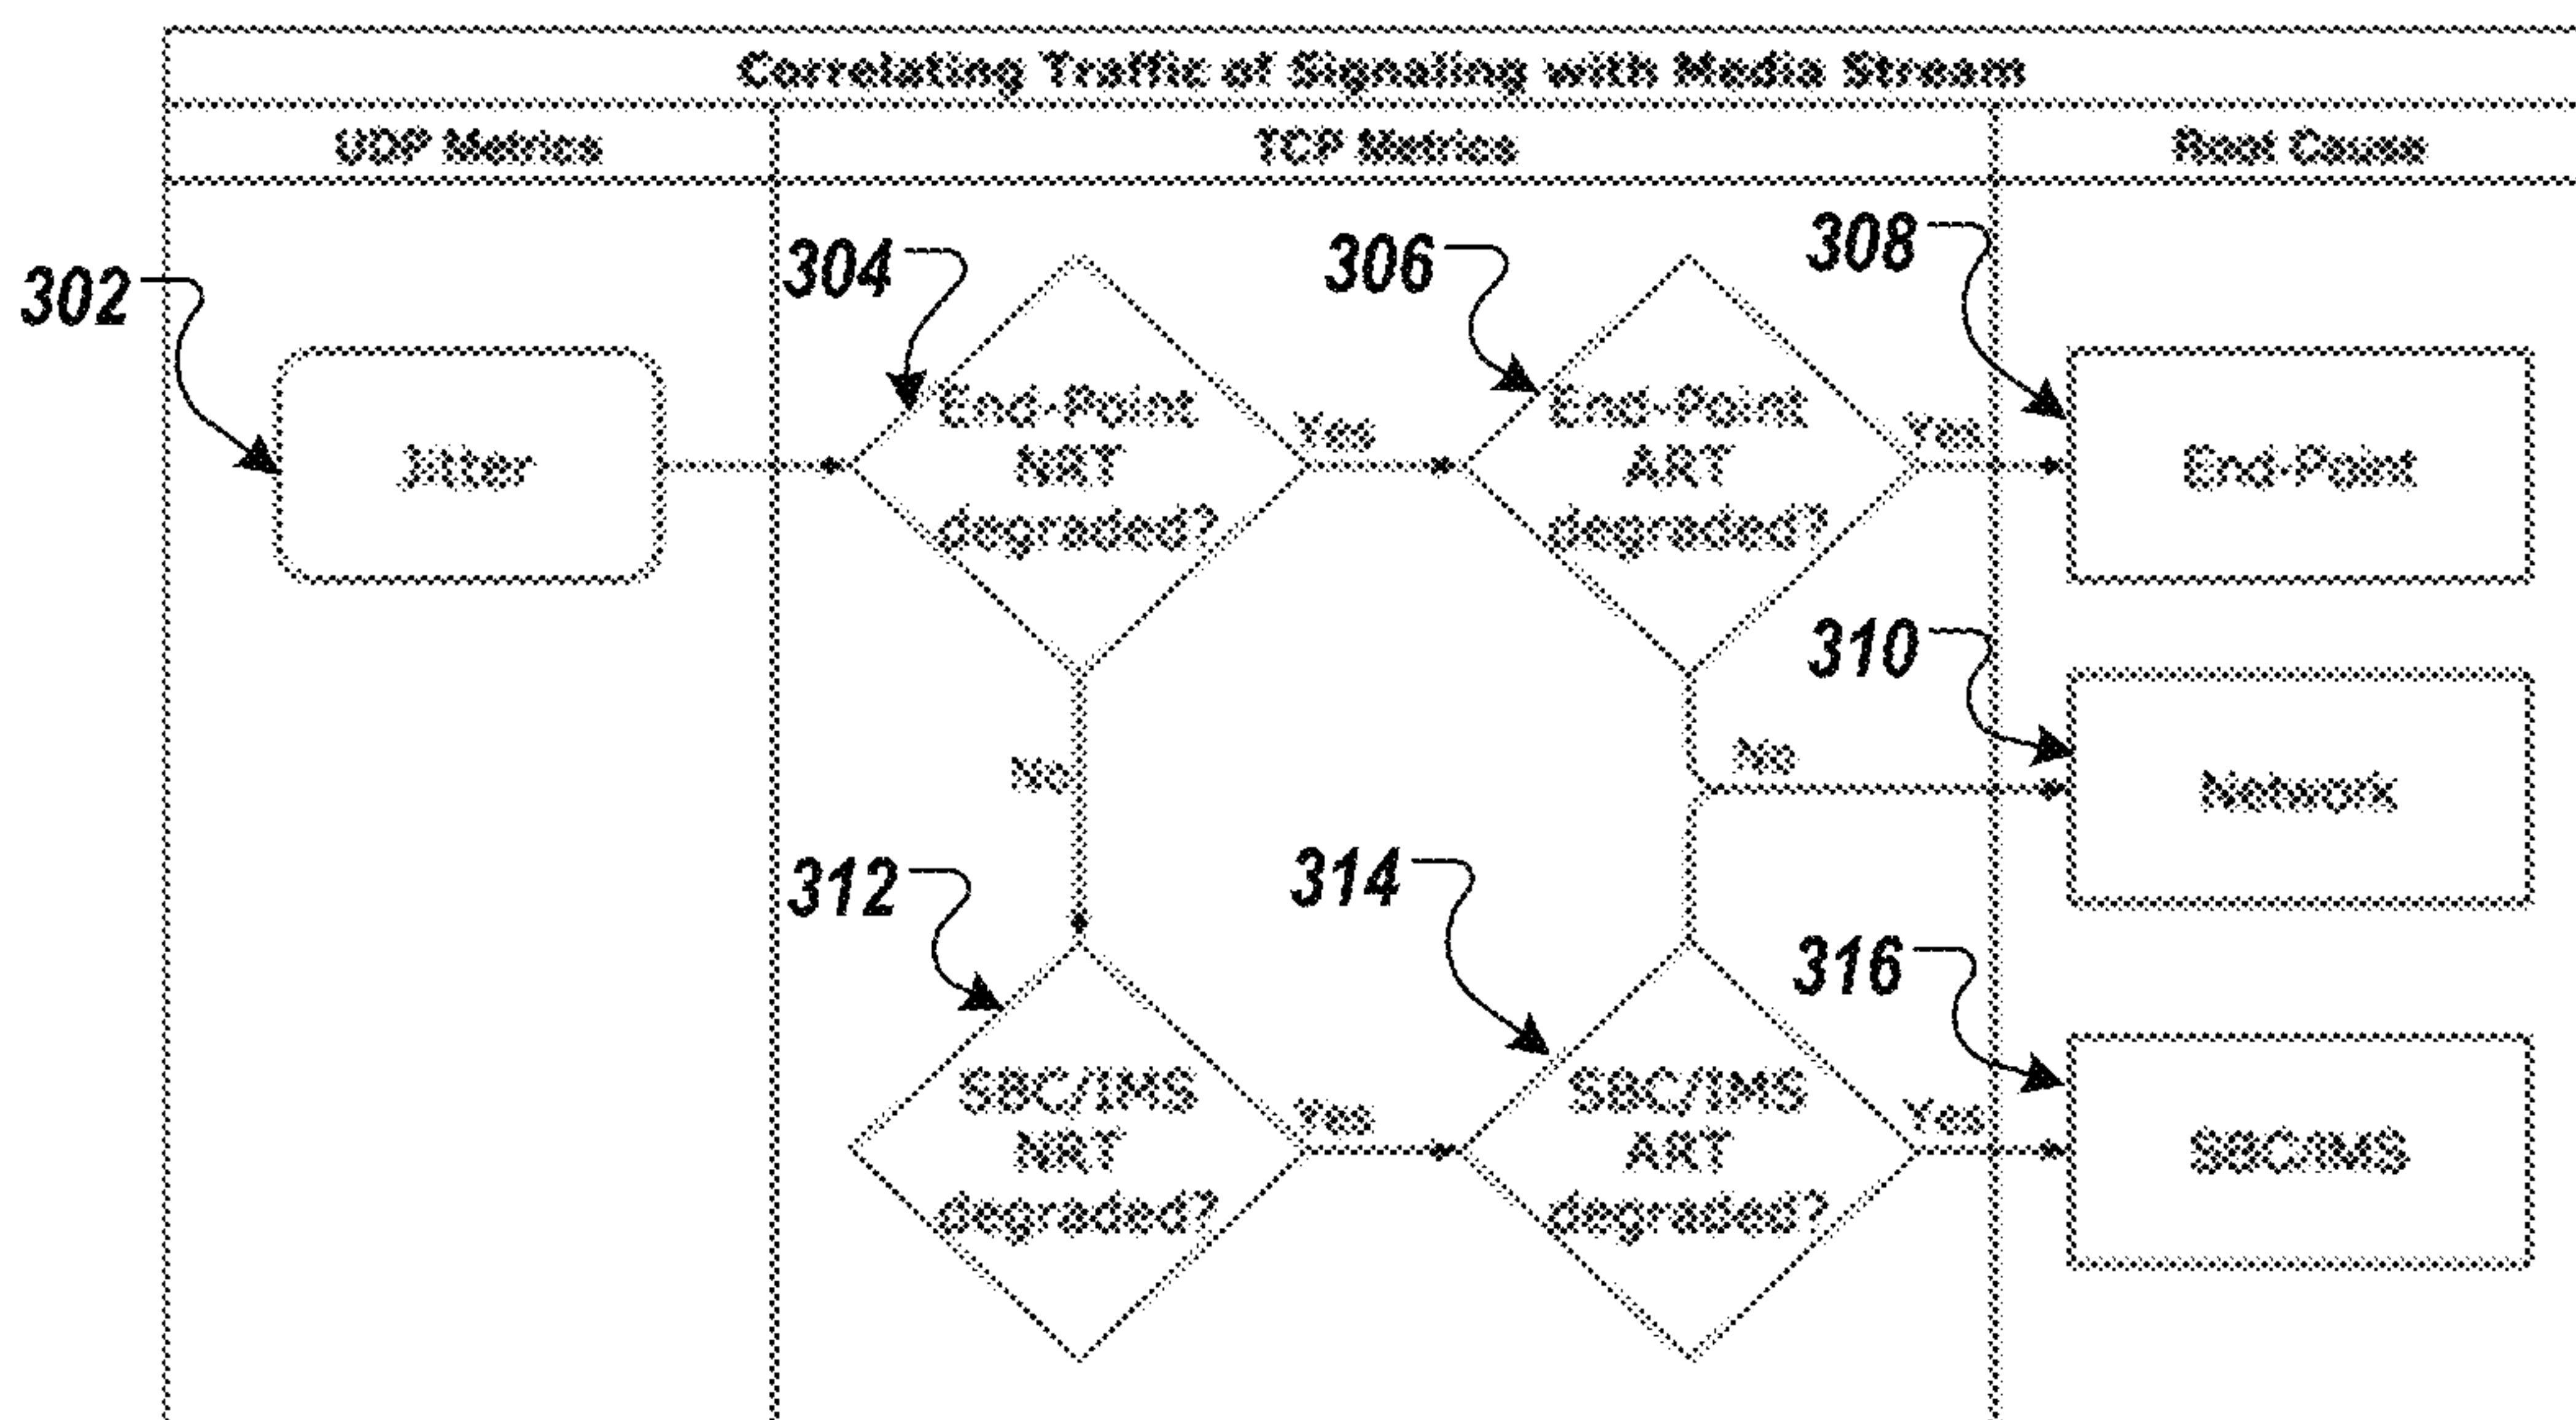 Correlating Traffic of Signaling with Media Stream
UDP Metrics
TCP Metrics
Root Cause
302
304
306
308
Jitter
End-Point
NRT
degraded?
Yes
End-Point
ART
degraded?
Yes
End-Point
310
No
No
Network
312
314
316
SBC/IMS
NRT
degraded?
Yes
SBC/IMS
ART
degraded?
Yes
SBC/IMS